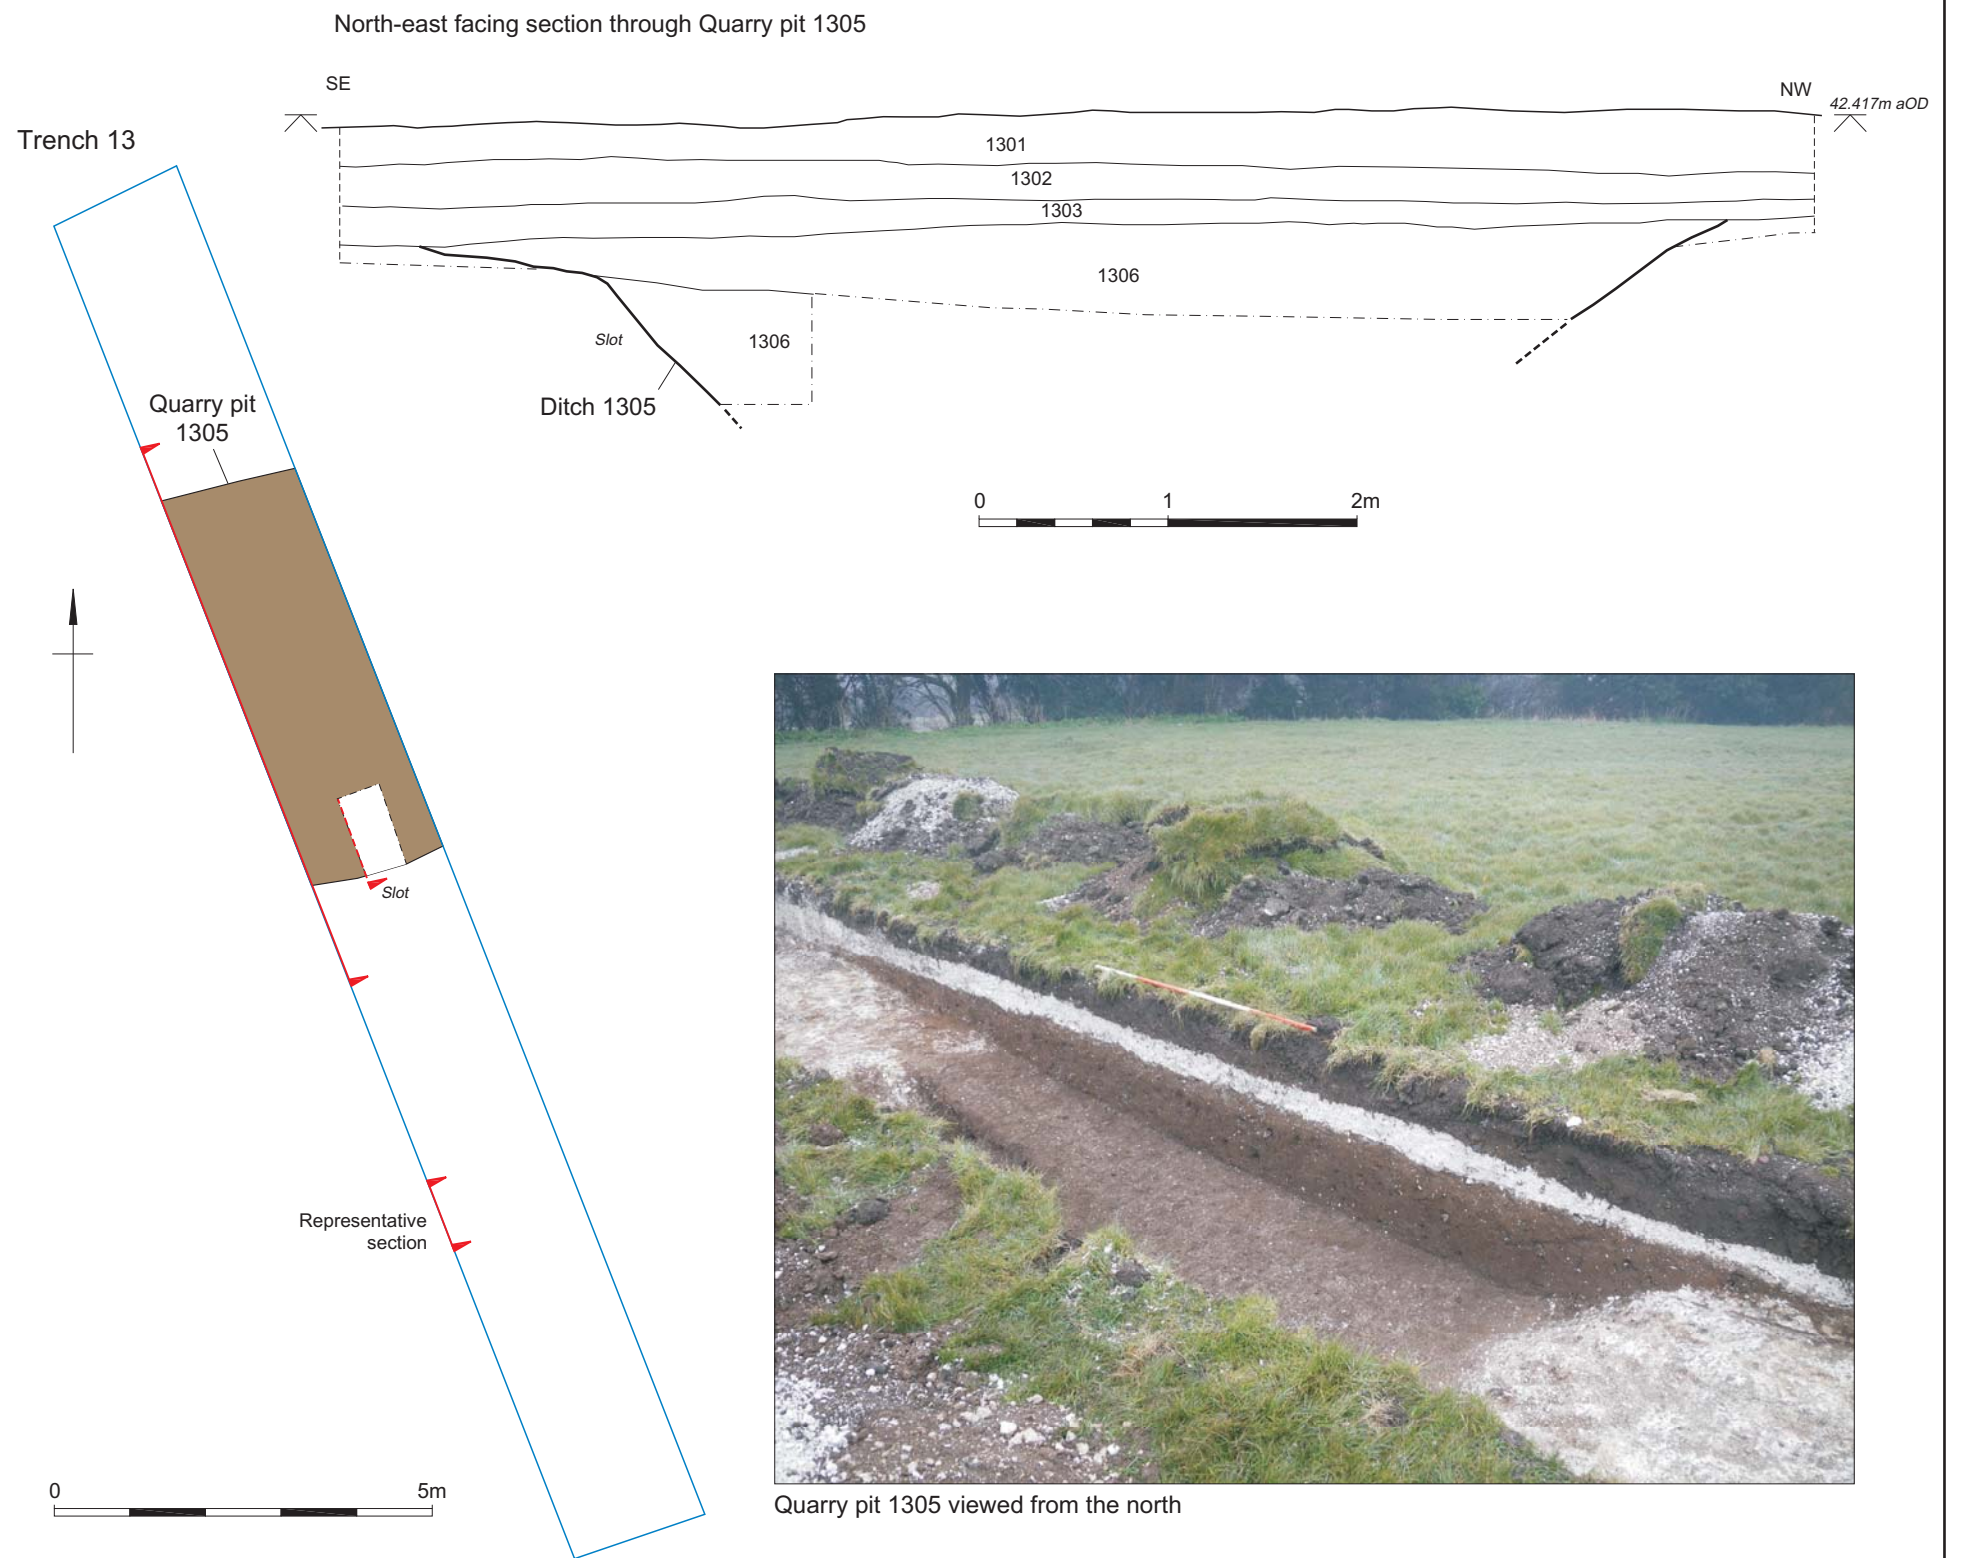 North-east facing section through Quarry pit 1305
SE
NW
42.417m aOD
Trench 13
1301
1302
1303
1306
Slot
1306
Ditch 1305
Quarry pit
1305
0 1 2m
Slot
Representative
section
0 5m
Quarry pit 1305 viewed from the north